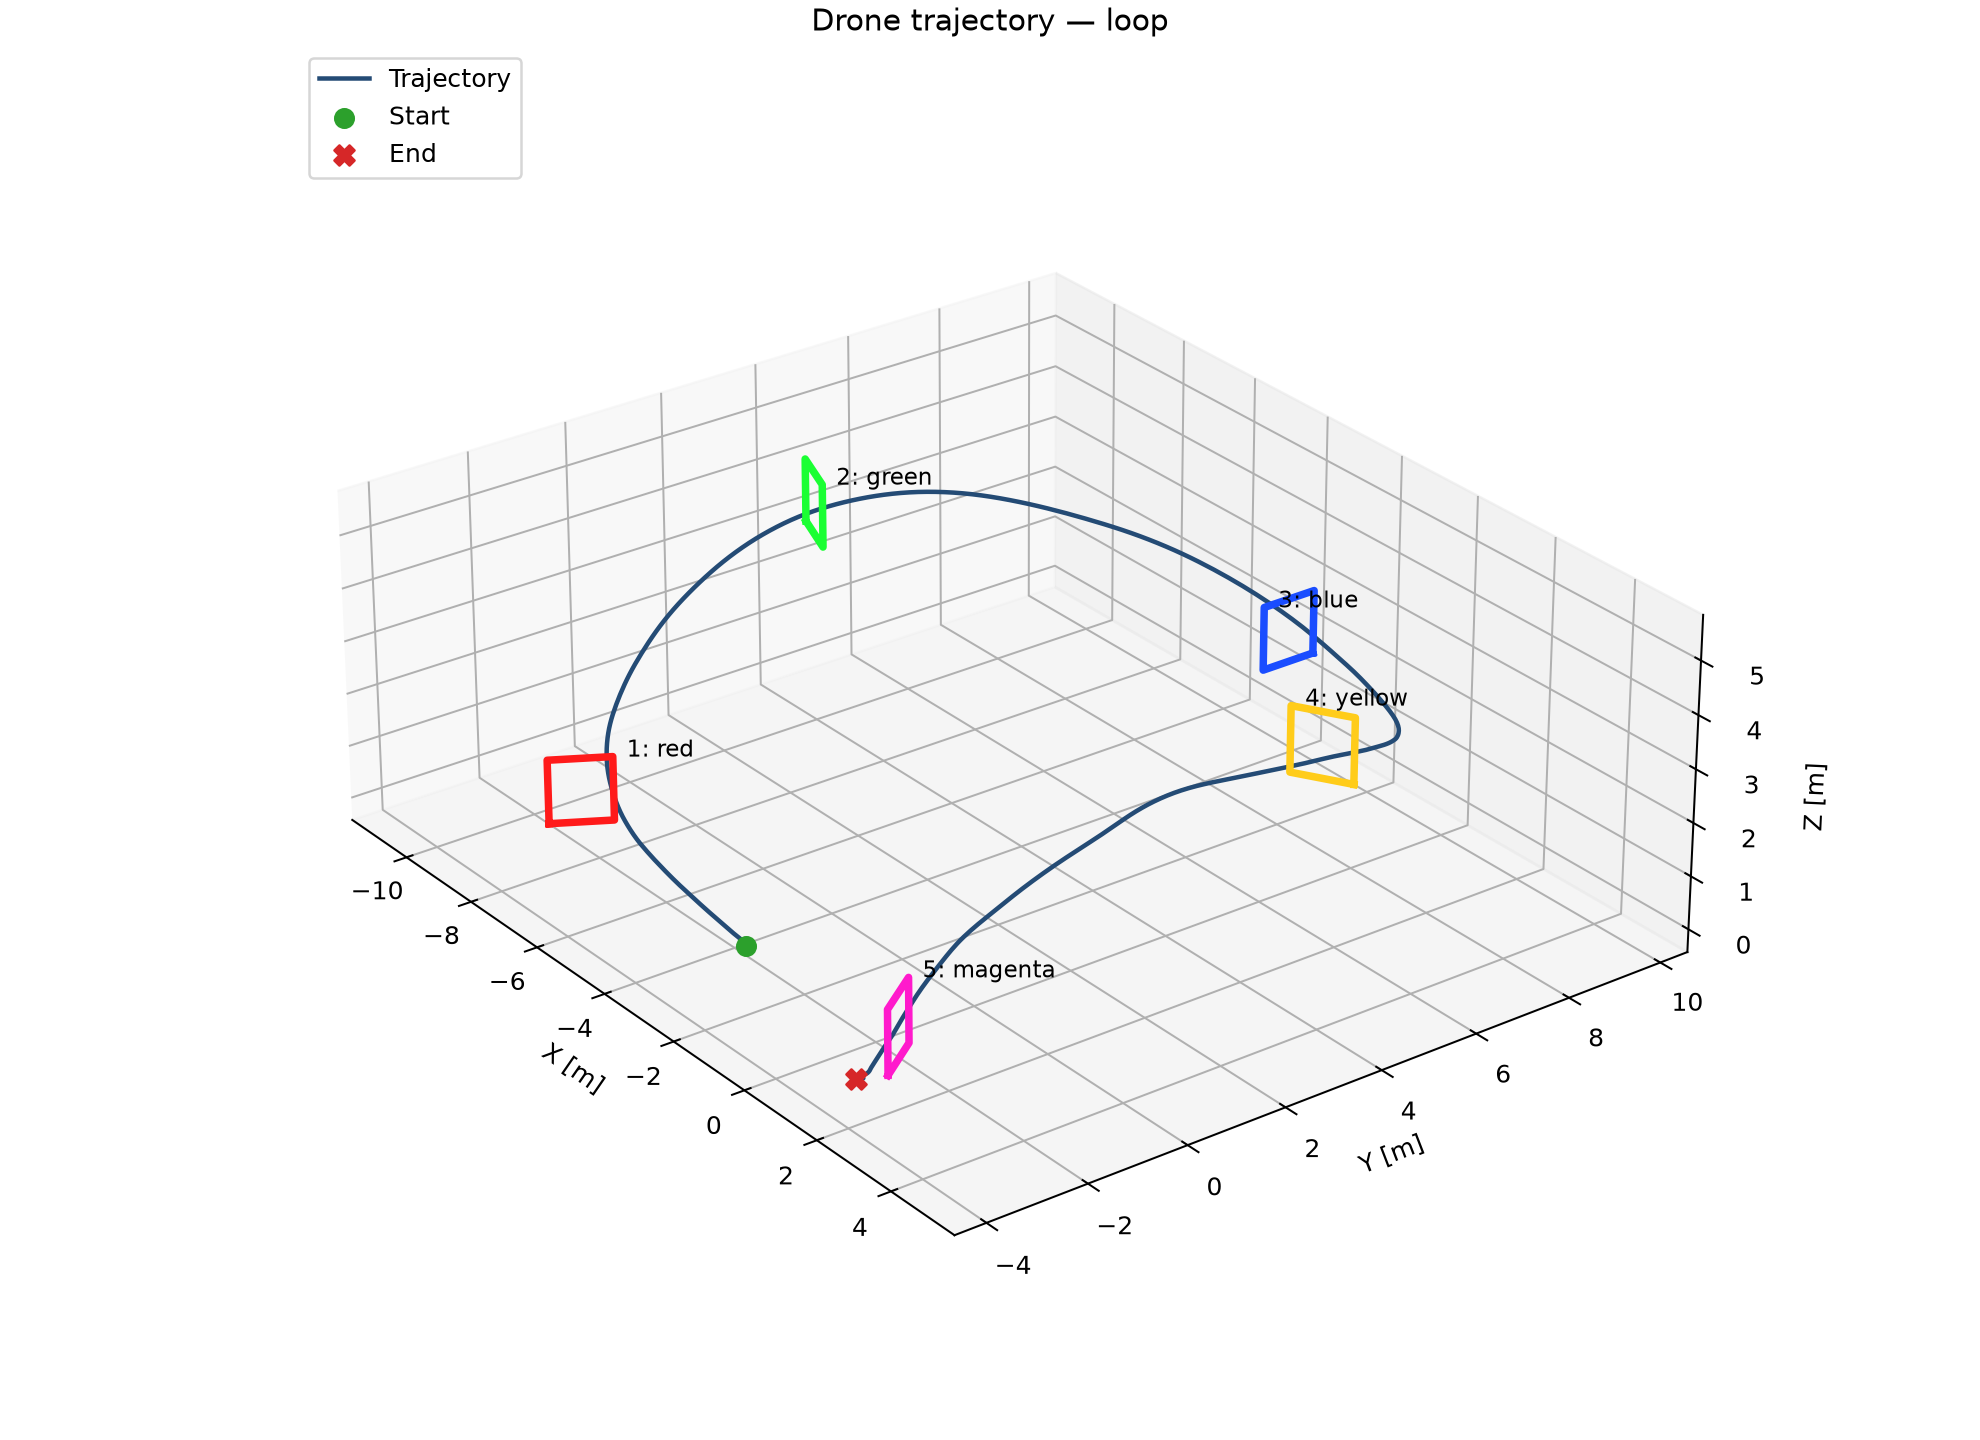 Drone trajectory — loop
Trajectory
Start
End
2: green
3: blue
4: yellow
1: red
5: magenta
X [m]
−10
−8
−6
−4
−2
0
2
4
Y [m]
−4
−2
0
2
4
6
8
10
Z [m]
0
1
2
3
4
5